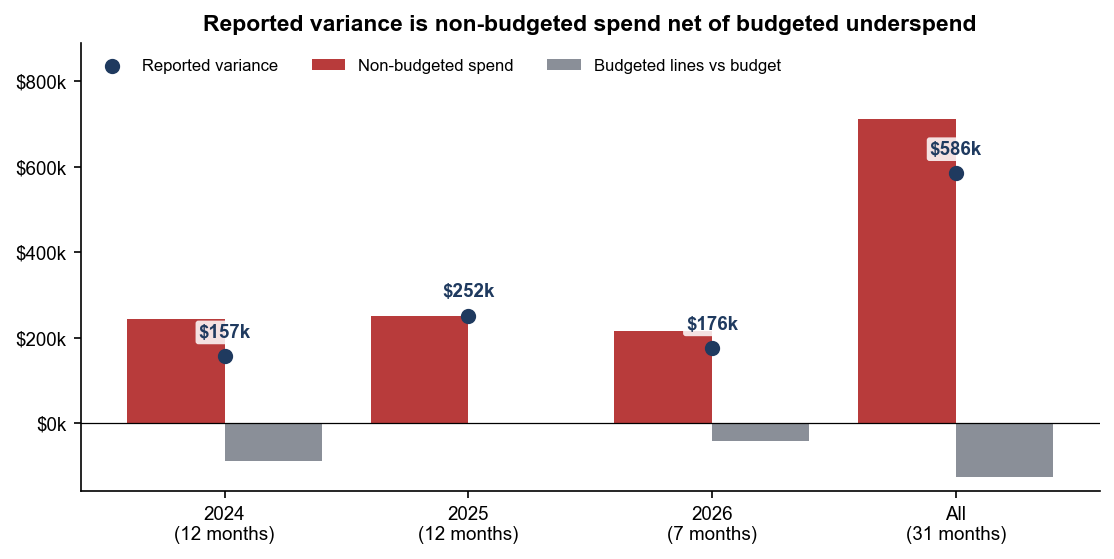 Reported variance is non-budgeted spend net of budgeted underspend
Reported variance
Non-budgeted spend
Budgeted lines vs budget
$800k
$600k
$400k
$200k
$0k
$157k
$252k
$176k
$586k
2024
(12 months)
2025
(12 months)
2026
(7 months)
All
(31 months)